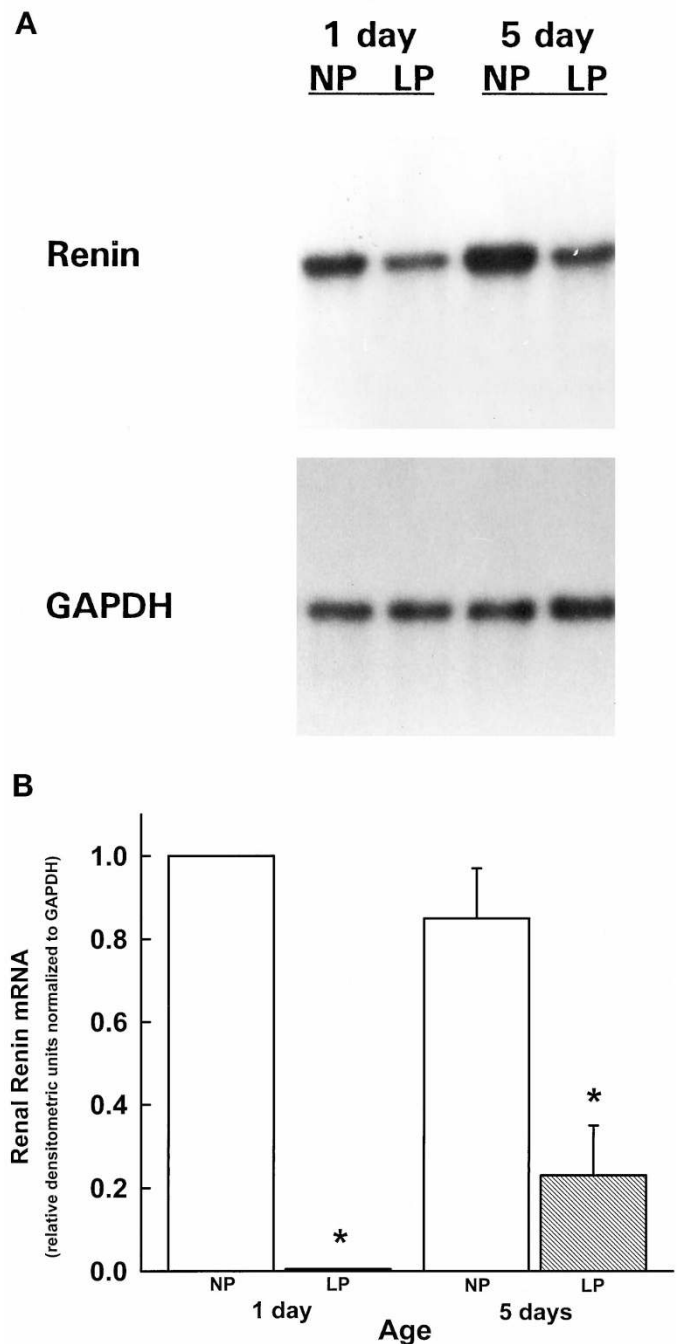 A
1 day 5 day
NP LP NP LP
Renin
GAPDH
B
Renal Renin mRNA
(relative densitometric units normalized to GAPDH)
1.0
0.8
0.6
0.4
0.2
0.0
*
*
NP LP NP LP
1 day 5 days
Age